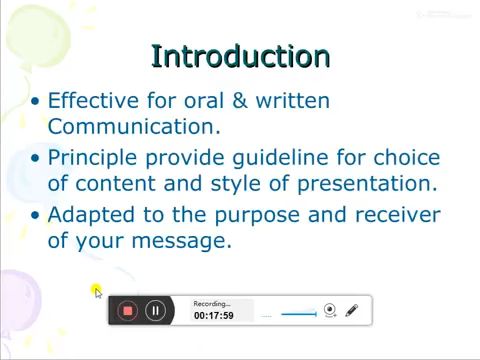 Introduction
• Effective for oral & written
Communication.
• Principle provide guideline for choice
of content and style of presentation.
• Adapted to the purpose and receiver
of your message.
Recording...
00:17:59